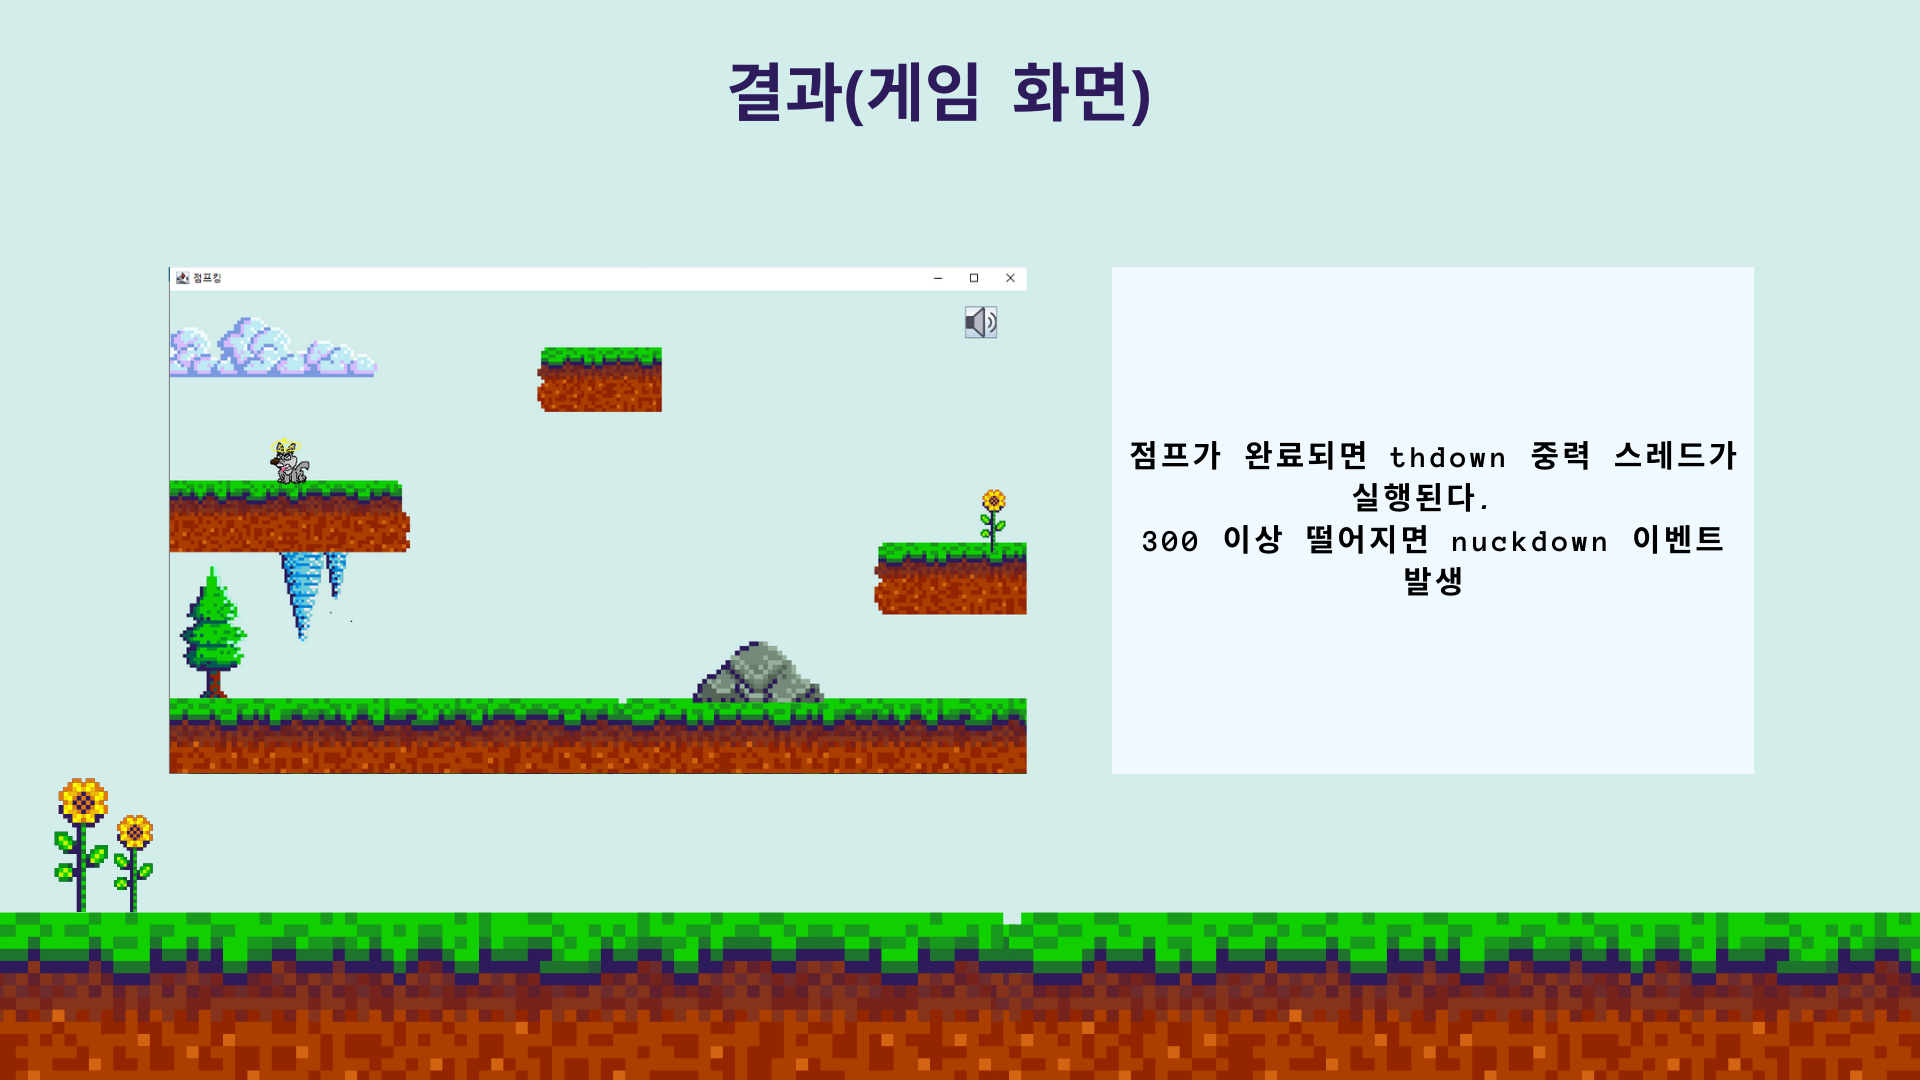 결과(게임 화면)
점프킹
점프가 완료되면 thdown 중력 스레드가
실행된다.
300 이상 떨어지면 nuckdown 이벤트
발생